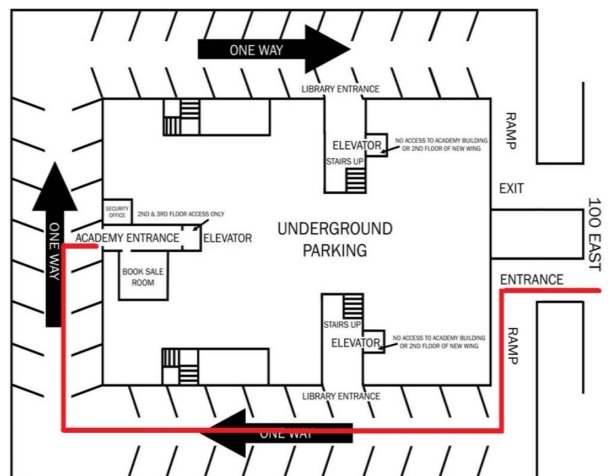 ONE WAY
LIBRARY ENTRANCE
RAMP
ELEVATOR
NO ACCESS TO ACADEMY BUILDING
OR 2ND FLOOR OF NEW WING
STAIRS UP
EXIT
SECURITY
OFFICE
2ND & 3RD FLOOR ACCESS ONLY
ONE WAY
ACADEMY ENTRANCE
ELEVATOR
UNDERGROUND
PARKING
100 EAST
BOOK SALE
ROOM
ENTRANCE
STAIRS UP
ELEVATOR
NO ACCESS TO ACADEMY BUILDING
OR 2ND FLOOR OF NEW WING
RAMP
LIBRARY ENTRANCE
ONE WAY